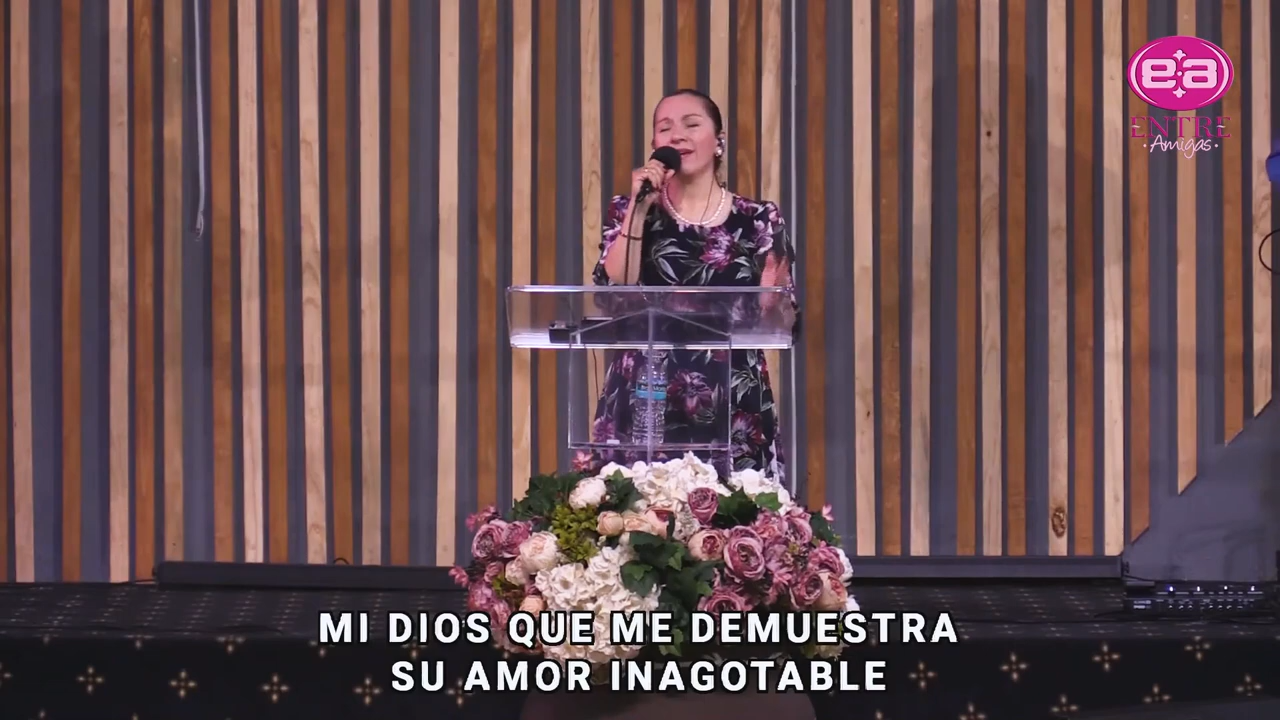 ea
ENTRE
Amigas
MI DIOS QUE ME DEMUESTRA
SU AMOR INAGOTABLE